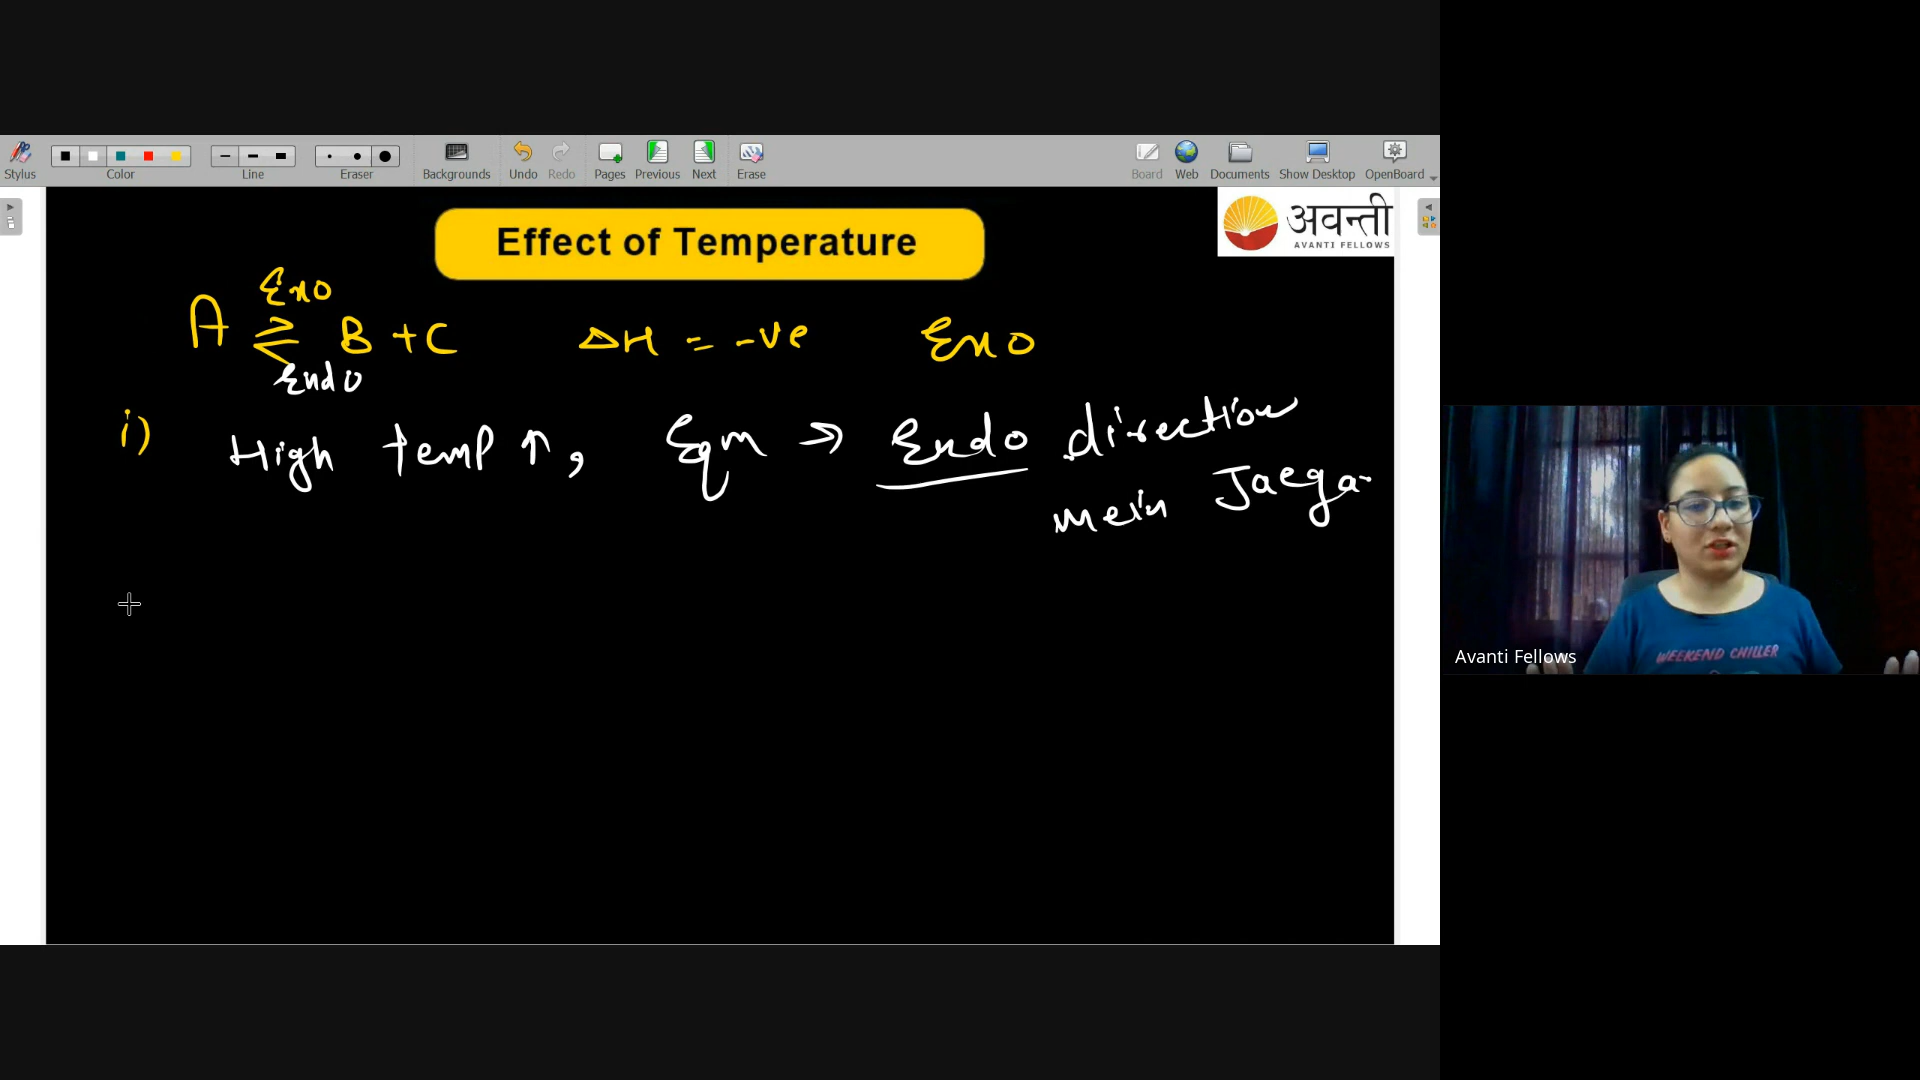 Stylus
Color
Line
Eraser
Backgrounds
Undo
Redo
Pages
Previous
Next
Erase
Board
Web
Documents
Show Desktop
OpenBoard
Effect of Temperature
अवन्ती
AVANTI FELLOWS
Exo
A ⇌ B + C ΔH = -ve Exo
Endo
i) High temp ↑, Eqm → Endo direction
mein Jaega.
WEEKEND CHILLER
Avanti Fellows